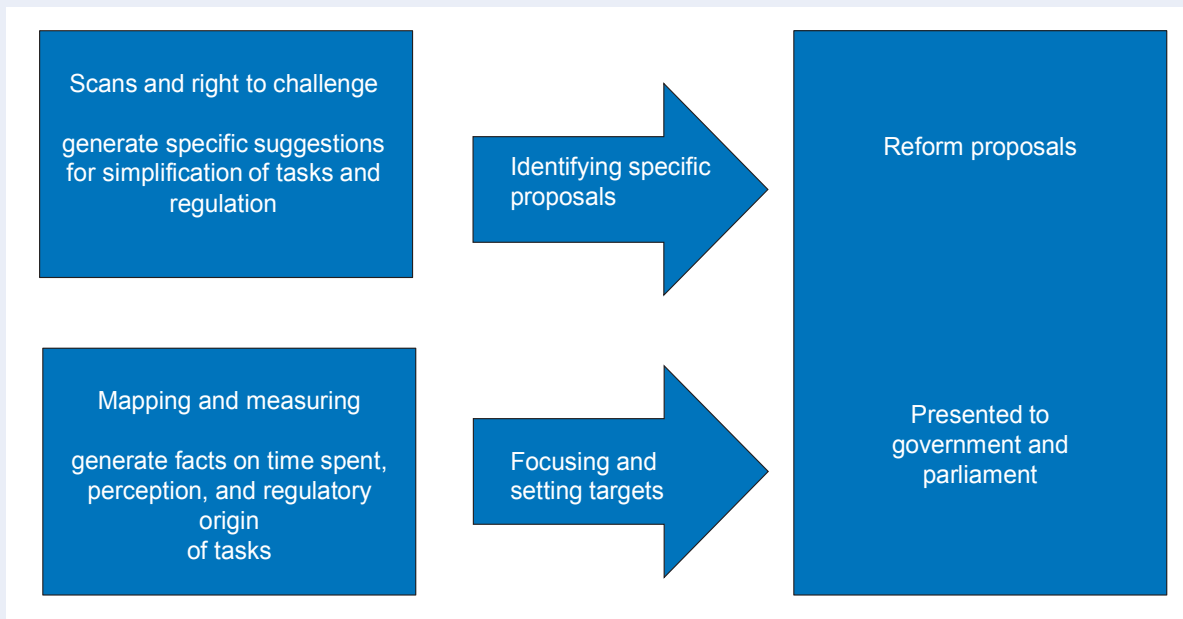 Scans and right to challenge
generate specific suggestions
for simplification of tasks and
regulation
Identifying specific
proposals
Reform proposals
Mapping and measuring
generate facts on time spent,
perception, and regulatory
origin
of tasks
Focusing and
setting targets
Presented to
government and
parliament